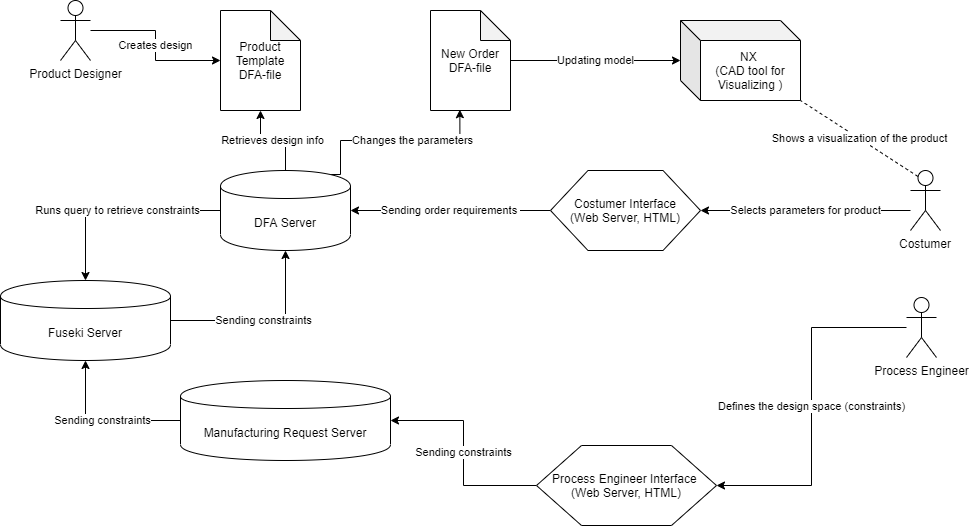 Product Designer
Creates design
Product
Template
DFA-file
New Order
DFA-file
Updating model
NX
(CAD tool for
Visualizing )
Retrieves design info
Changes the parameters
Shows a visualization of the product
Runs query to retrieve constraints
DFA Server
Sending order requirements
Costumer Interface
(Web Server, HTML)
Selects parameters for product
Costumer
Fuseki Server
Sending constraints
Process Engineer
Sending constraints
Manufacturing Request Server
Defines the design space (constraints)
Sending constraints
Process Engineer Interface
(Web Server, HTML)